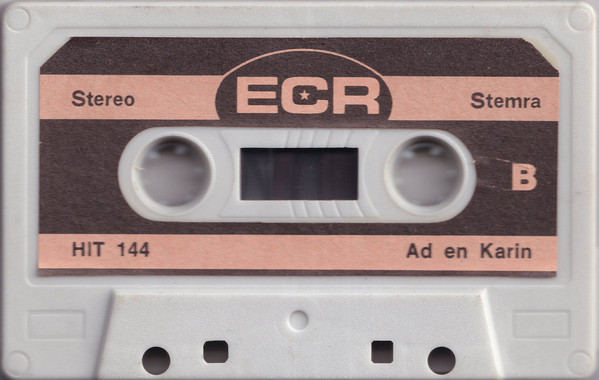 ECR
Stereo
Stemra
B
HIT 144
Ad en Karin